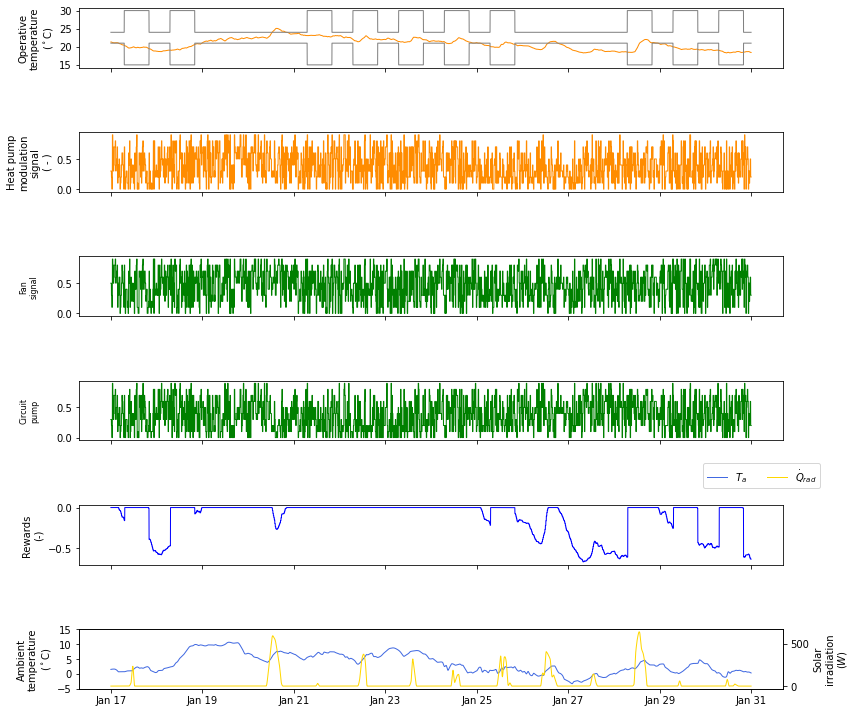 Operative
temperature
(°C)
30
25
20
15
Heat pump
modulation
signal
( - )
0.5
0.0
Fan
signal
0.5
0.0
Circuit
pump
0.5
0.0
T_a
Q̇_rad
Rewards
(-)
0.0
−0.5
Ambient
temperature
(°C)
15
10
5
0
−5
500
0
Solar
irradiation
(W)
Jan 17 Jan 19 Jan 21 Jan 23 Jan 25 Jan 27 Jan 29 Jan 31